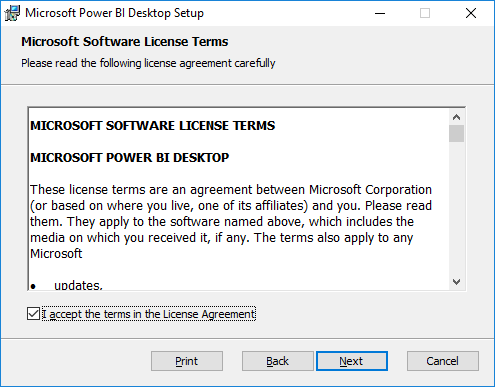 Microsoft Power BI Desktop Setup
Microsoft Software License Terms
Please read the following license agreement carefully
MICROSOFT SOFTWARE LICENSE TERMS
MICROSOFT POWER BI DESKTOP
These license terms are an agreement between Microsoft Corporation
(or based on where you live, one of its affiliates) and you. Please read
them. They apply to the software named above, which includes the
media on which you received it, if any. The terms also apply to any
Microsoft
• updates,
I accept the terms in the License Agreement
Print Back Next Cancel